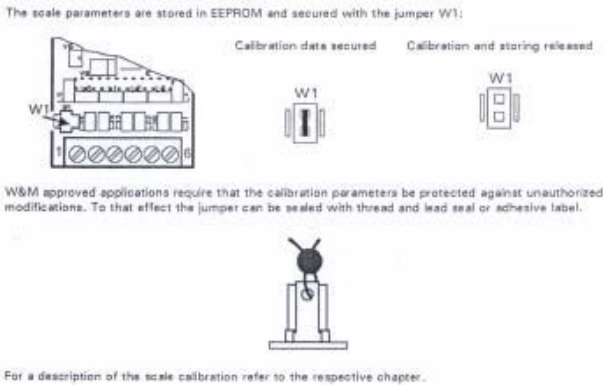 The scale parameters are stored in EEPROM and secured with the jumper W1:
Calibration data secured
Calibration and storing released
W1
W1
W1
1
6
W&M approved applications require that the calibration parameters be protected against unauthorized
modifications. To that effect the jumper can be sealed with thread and lead seal or adhesive label.
For a description of the scale calibration refer to the respective chapter.